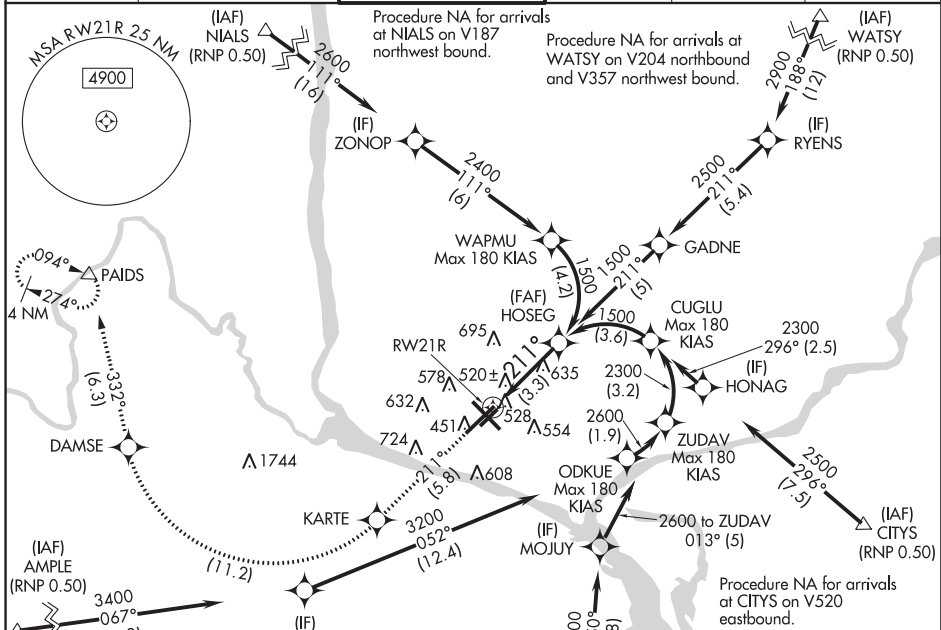 (IAF)
NIALS
(RNP 0.50)
Procedure NA for arrivals
at NIALS on V187
northwest bound.
Procedure NA for arrivals at
WATSY on V204 northbound
and V357 northwest bound.
(IAF)
WATSY
(RNP 0.50)
MSA RW21R 25 NM
4900
2600
111°
(16)
2900
188°
(12)
(IF)
ZONOP
(IF)
RYENS
2400
111°
(6)
2500
211°
(5.4)
WAPMU
Max 180 KIAS
GADNE
094°
PAIDS
274°
4 NM
1500
(4.2)
1500
211°
(5)
(FAF)
HOSEG
1500
(3.6)
CUGLU
Max 180
KIAS
2300
296° (2.5)
(IF)
HONAG
695
RW21R
211°
(3.3)
578
520±
635
632
528
451
554
724
608
1744
2300
(3.2)
2600
(1.9)
ZUDAV
Max 180
KIAS
ODKUE
Max 180
KIAS
332°
(6.3)
DAMSE
211°
(5.8)
KARTE
(11.2)
3200
052°
(12.4)
2500
296°
(7.5)
(IAF)
CITYS
(RNP 0.50)
2600 to ZUDAV
013° (5)
(IF)
MOJUY
(IAF)
AMPLE
(RNP 0.50)
3400
067°
(IF)
Procedure NA for arrivals
at CITYS on V520
eastbound.